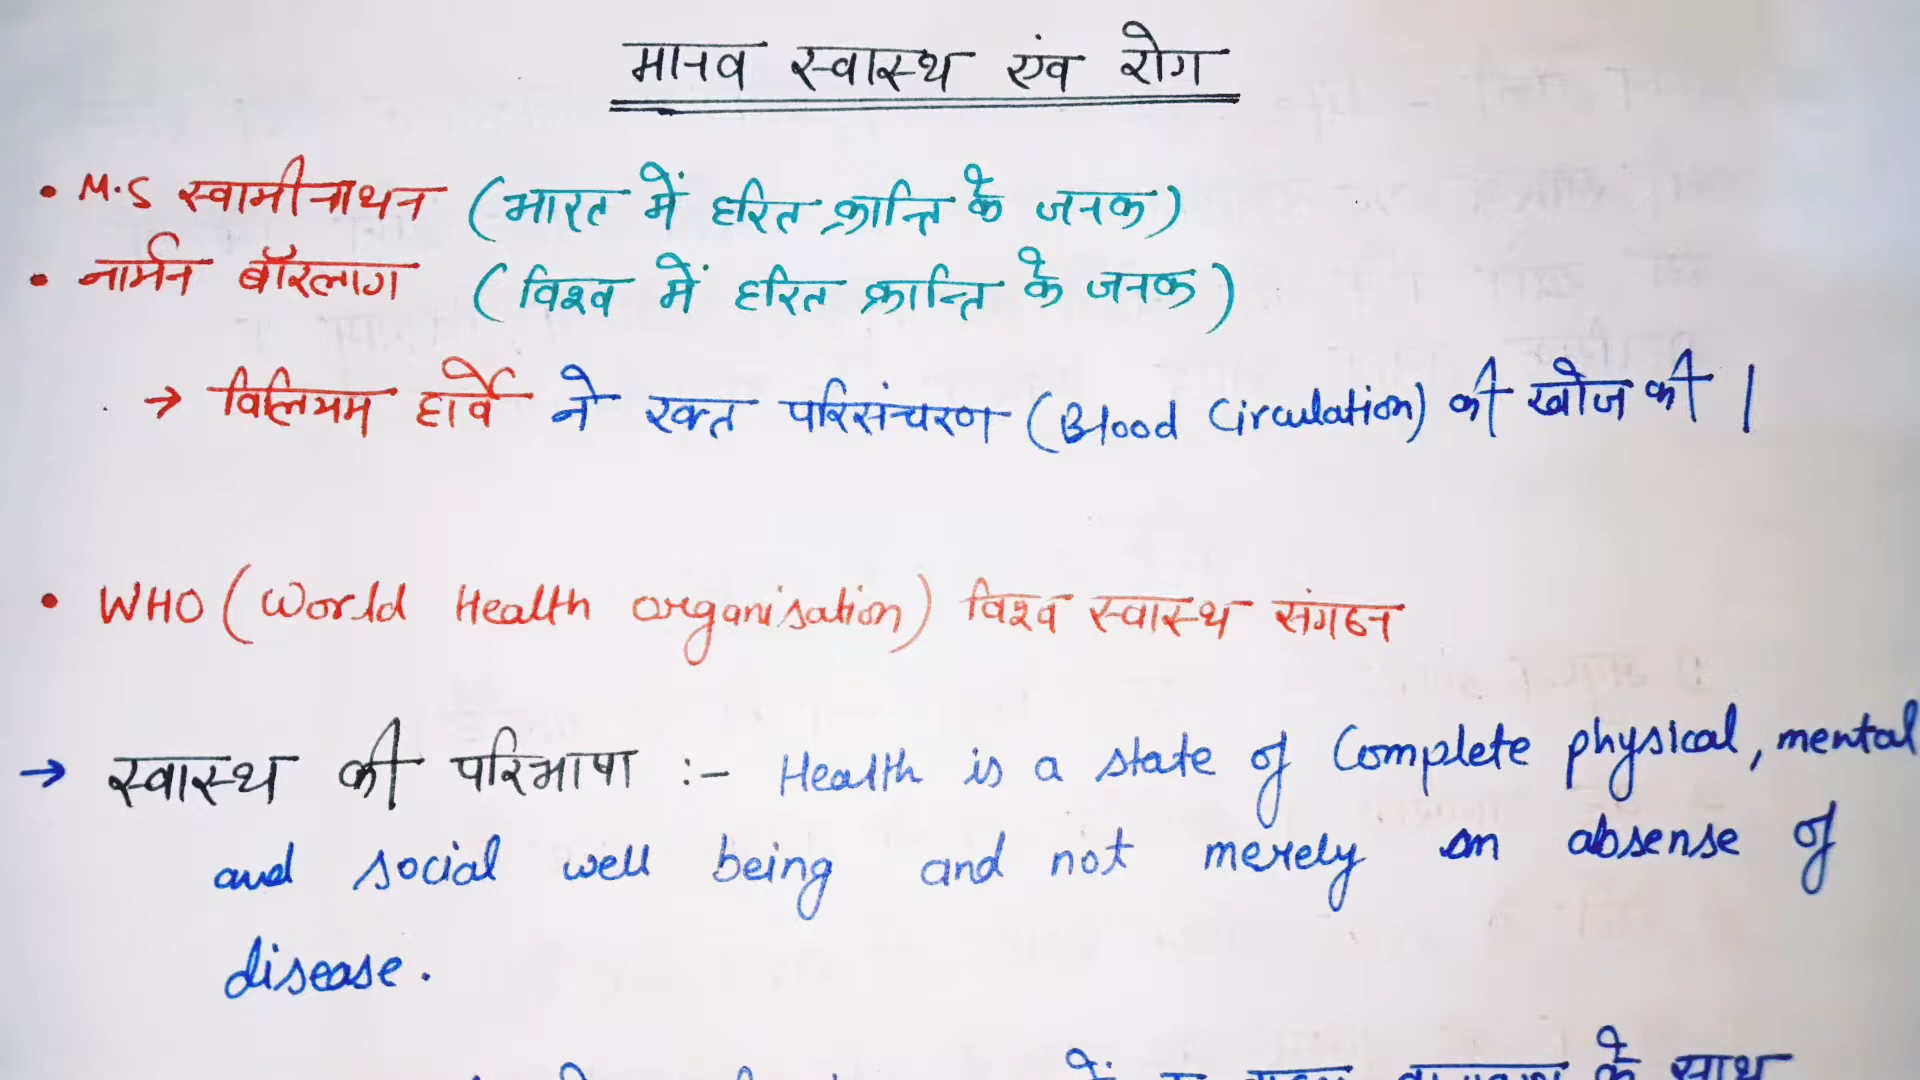 मानव स्वास्थ एंव रोग
• M.S स्वामीनाथन (भारत में हरित क्रान्ति के जनक)
• नार्मन बॉरलाग (विश्व में हरित क्रान्ति के जनक)
→ विलियम हार्वे ने रक्त परिसंचरण (Blood Circulation) की खोज की |
• WHO (World Health organisation) विश्व स्वास्थ संगठन
→ स्वास्थ की परिभाषा :- Health is a state of Complete physical, mental
and social well being and not merely an absense of
disease.
के साथ